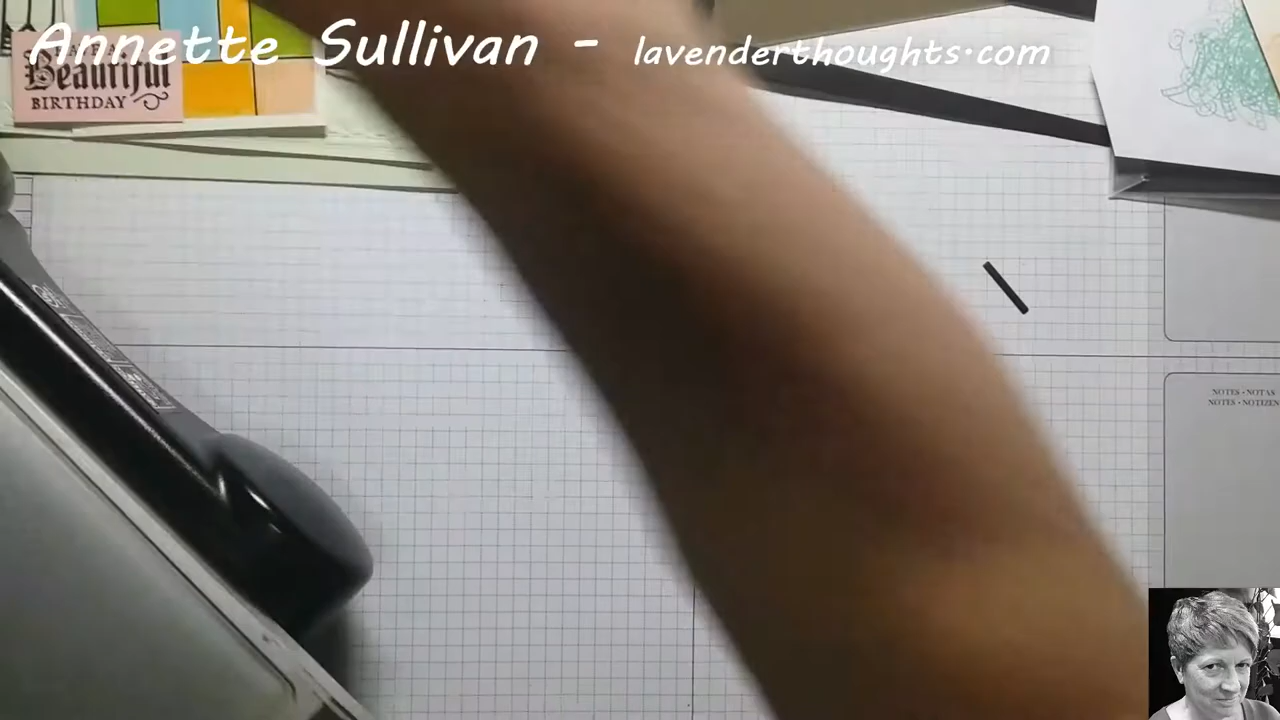 Annette Sullivan - lavenderthoughts.com
Beautiful
BIRTHDAY
NOTES • NOTAS
NOTES • NOTIZEN